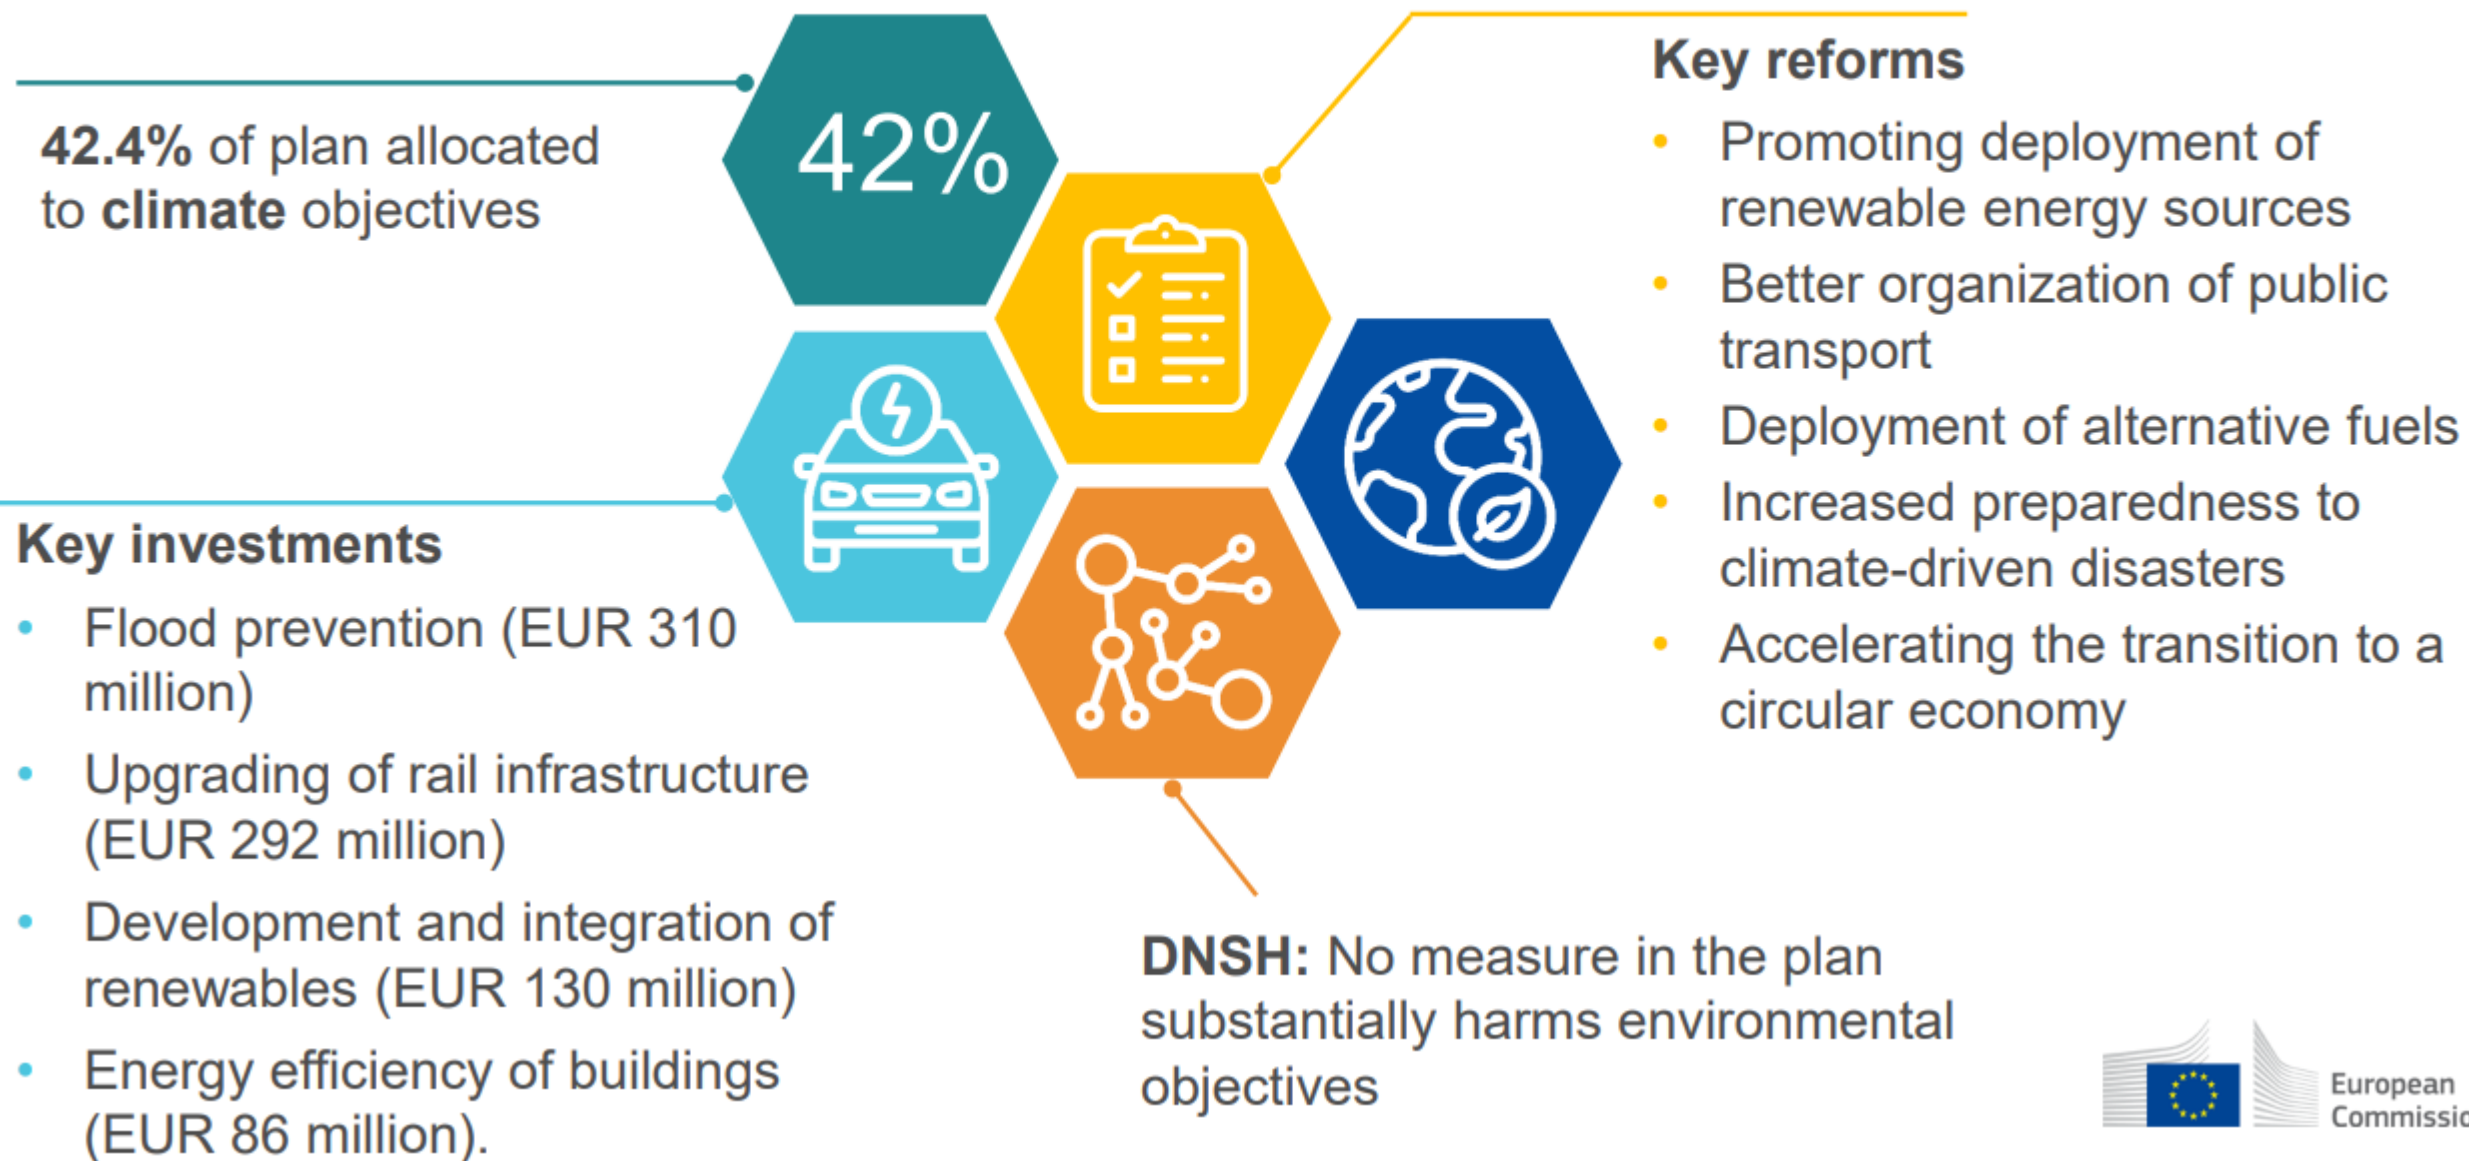 42.4% of plan allocated
to climate objectives
42%
Key investments
• Flood prevention (EUR 310
million)
• Upgrading of rail infrastructure
(EUR 292 million)
• Development and integration of
renewables (EUR 130 million)
• Energy efficiency of buildings
(EUR 86 million).
Key reforms
• Promoting deployment of
renewable energy sources
• Better organization of public
transport
• Deployment of alternative fuels
• Increased preparedness to
climate-driven disasters
• Accelerating the transition to a
circular economy
DNSH: No measure in the plan
substantially harms environmental
objectives
European
Commissio